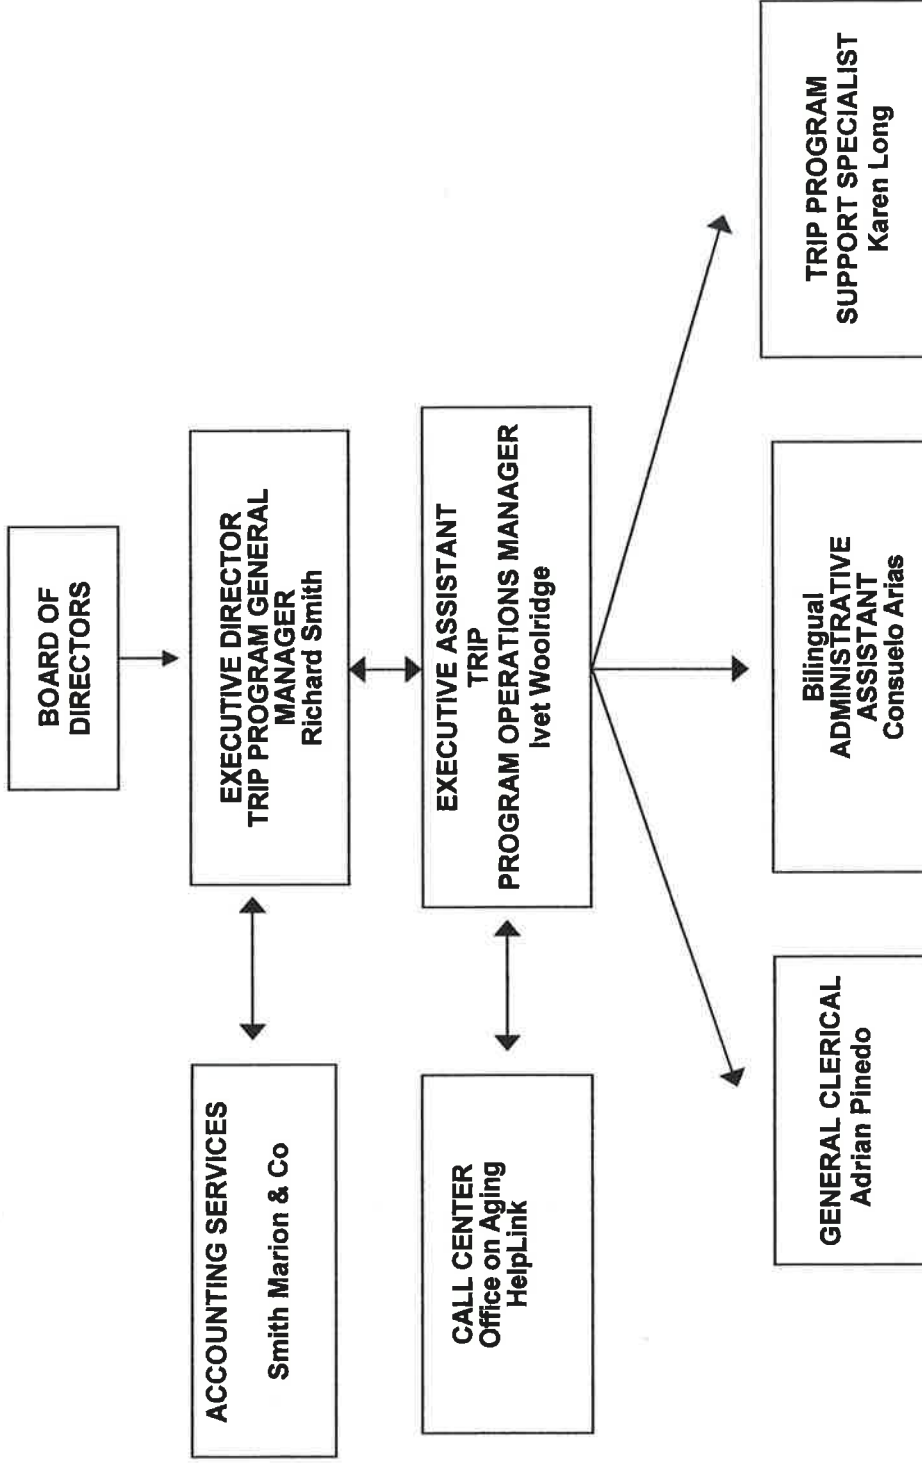 BOARD OF
DIRECTORS
ACCOUNTING SERVICES
Smith Marion & Co
EXECUTIVE DIRECTOR
TRIP PROGRAM GENERAL
MANAGER
Richard Smith
CALL CENTER
Office on Aging
HelpLink
EXECUTIVE ASSISTANT
TRIP
PROGRAM OPERATIONS MANAGER
Ivet Woolridge
GENERAL CLERICAL
Adrian Pinedo
Bilingual
ADMINISTRATIVE
ASSISTANT
Consuelo Arias
TRIP PROGRAM
SUPPORT SPECIALIST
Karen Long